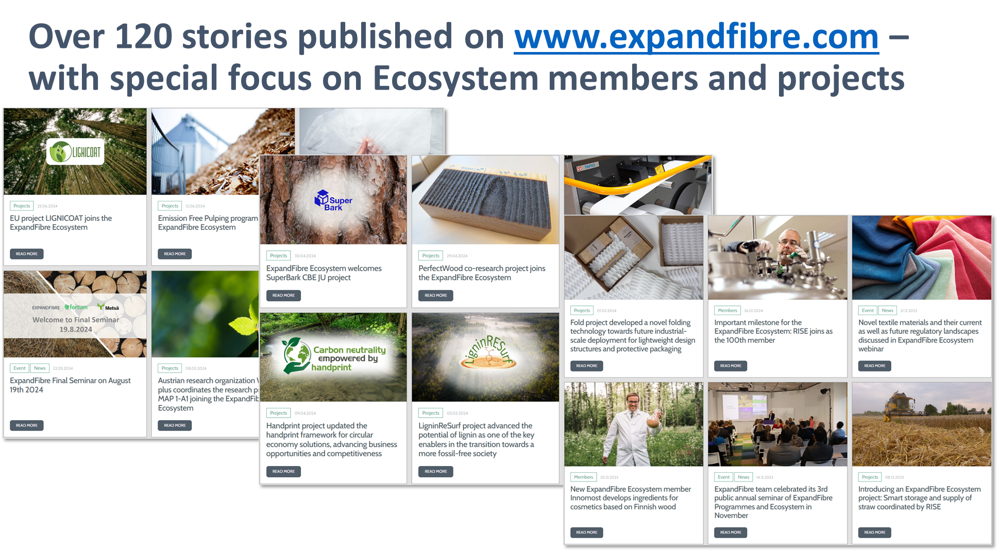 Over 120 stories published on www.expandfibre.com –
with special focus on Ecosystem members and projects
LIGNICOAT
Projects 25.06.2024
EU project LIGNICOAT joins the
ExpandFibre Ecosystem
READ MORE
Projects 12.06.2024
Emission Free Pulping program
ExpandFibre Ecosystem
READ MORE
EXPANDFIBRE fortum Metsä
Welcome to Final Seminar
19.8.2024
Event News 22.05.2024
ExpandFibre Final Seminar on August
19th 2024
READ MORE
Projects 08.05.2024
Austrian research organization
plus coordinates the research
MAP 1-A1 joining the
Ecosystem
READ MORE
Super
Bark
Projects 30.04.2024
ExpandFibre Ecosystem welcomes
SuperBark CBE JU project
READ MORE
Projects 29.04.2024
PerfectWood co-research project joins
the ExpandFibre Ecosystem
READ MORE
TAPIO
Carbon neutrality
empowered by
handprint
Projects 09.04.2024
Handprint project updated the
handprint framework for circular
economy solutions, advancing business
opportunities and competitiveness
READ MORE
LigninReSurf
Projects 05.03.2024
LigninReSurf project advanced the
potential of lignin as one of the key
enablers in the transition towards a
more fossil-free society
READ MORE
Projects 01.03.2024
Fold project developed a novel folding
technology towards future industrial-
scale deployment for lightweight design
structures and protective packaging
READ MORE
Members 26.01.2024
Important milestone for the
ExpandFibre Ecosystem: RISE joins as
the 100th member
READ MORE
Event News 21.12.2023
Novel textile materials and their current
as well as future regulatory landscapes
discussed in ExpandFibre Ecosystem
webinar
READ MORE
Members 20.12.2023
New ExpandFibre Ecosystem member
Innomost develops ingredients for
cosmetics based on Finnish wood
READ MORE
Event News 14.12.2023
ExpandFibre team celebrated its 3rd
public annual seminar of ExpandFibre
Programmes and Ecosystem in
November
READ MORE
Projects 08.12.2023
Introducing an ExpandFibre Ecosystem
project: Smart storage and supply of
straw coordinated by RISE
READ MORE